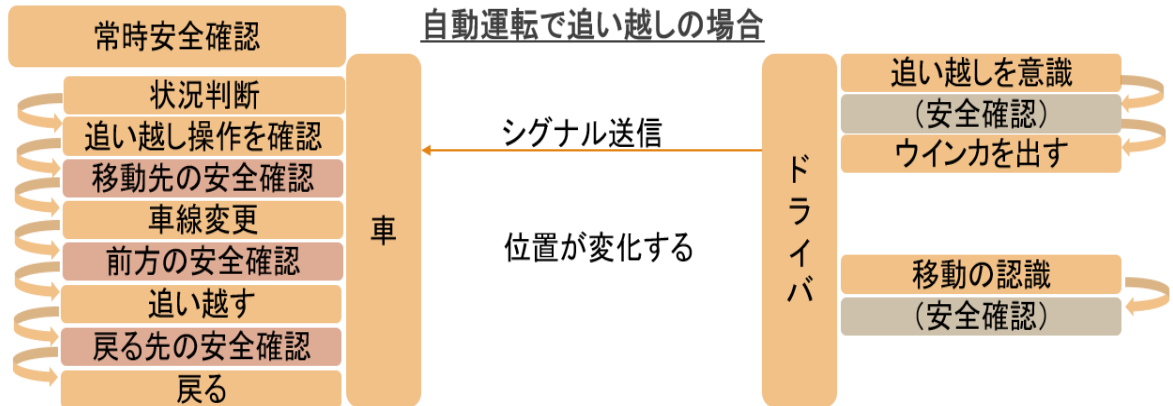 自動運転で追い越しの場合
常時安全確認
状況判断
追い越し操作を確認
移動先の安全確認
車線変更
前方の安全確認
追い越す
戻る先の安全確認
戻る
車
シグナル送信
位置が変化する
ドライバ
追い越しを意識
（安全確認）
ウインカを出す
移動の認識
（安全確認）